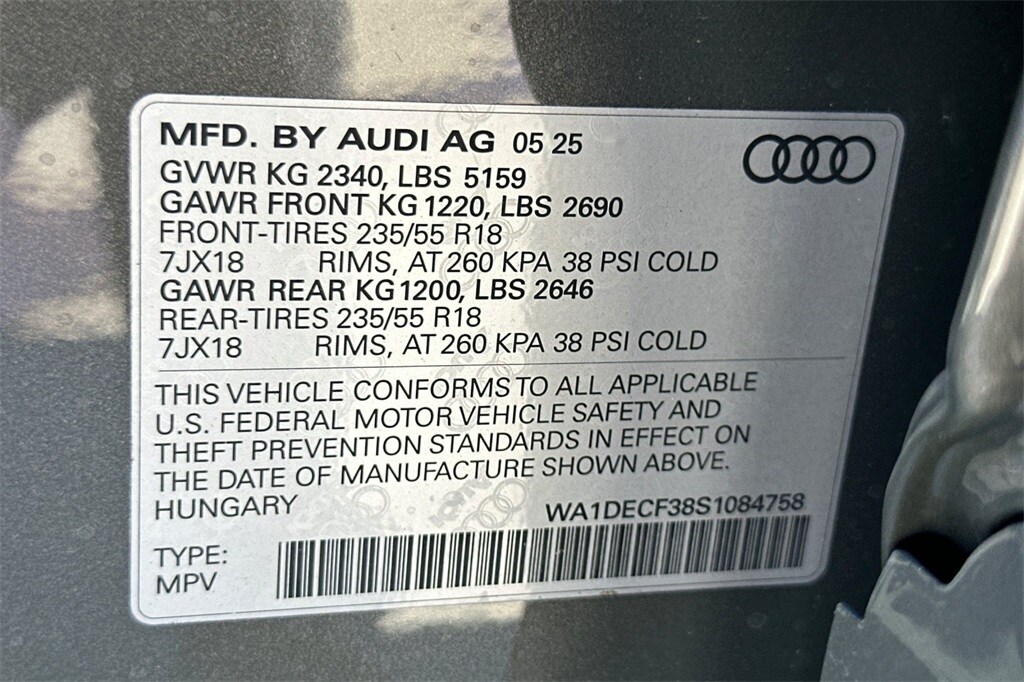 MFD. BY AUDI AG 05 25
GVWR KG 2340, LBS 5159
GAWR FRONT KG 1220, LBS 2690
FRONT-TIRES 235/55 R18
7JX18 RIMS, AT 260 KPA 38 PSI COLD
GAWR REAR KG 1200, LBS 2646
REAR-TIRES 235/55 R18
7JX18 RIMS, AT 260 KPA 38 PSI COLD
THIS VEHICLE CONFORMS TO ALL APPLICABLE
U.S. FEDERAL MOTOR VEHICLE SAFETY AND
THEFT PREVENTION STANDARDS IN EFFECT ON
THE DATE OF MANUFACTURE SHOWN ABOVE.
HUNGARY
WA1DECF38S1084758
TYPE:
MPV